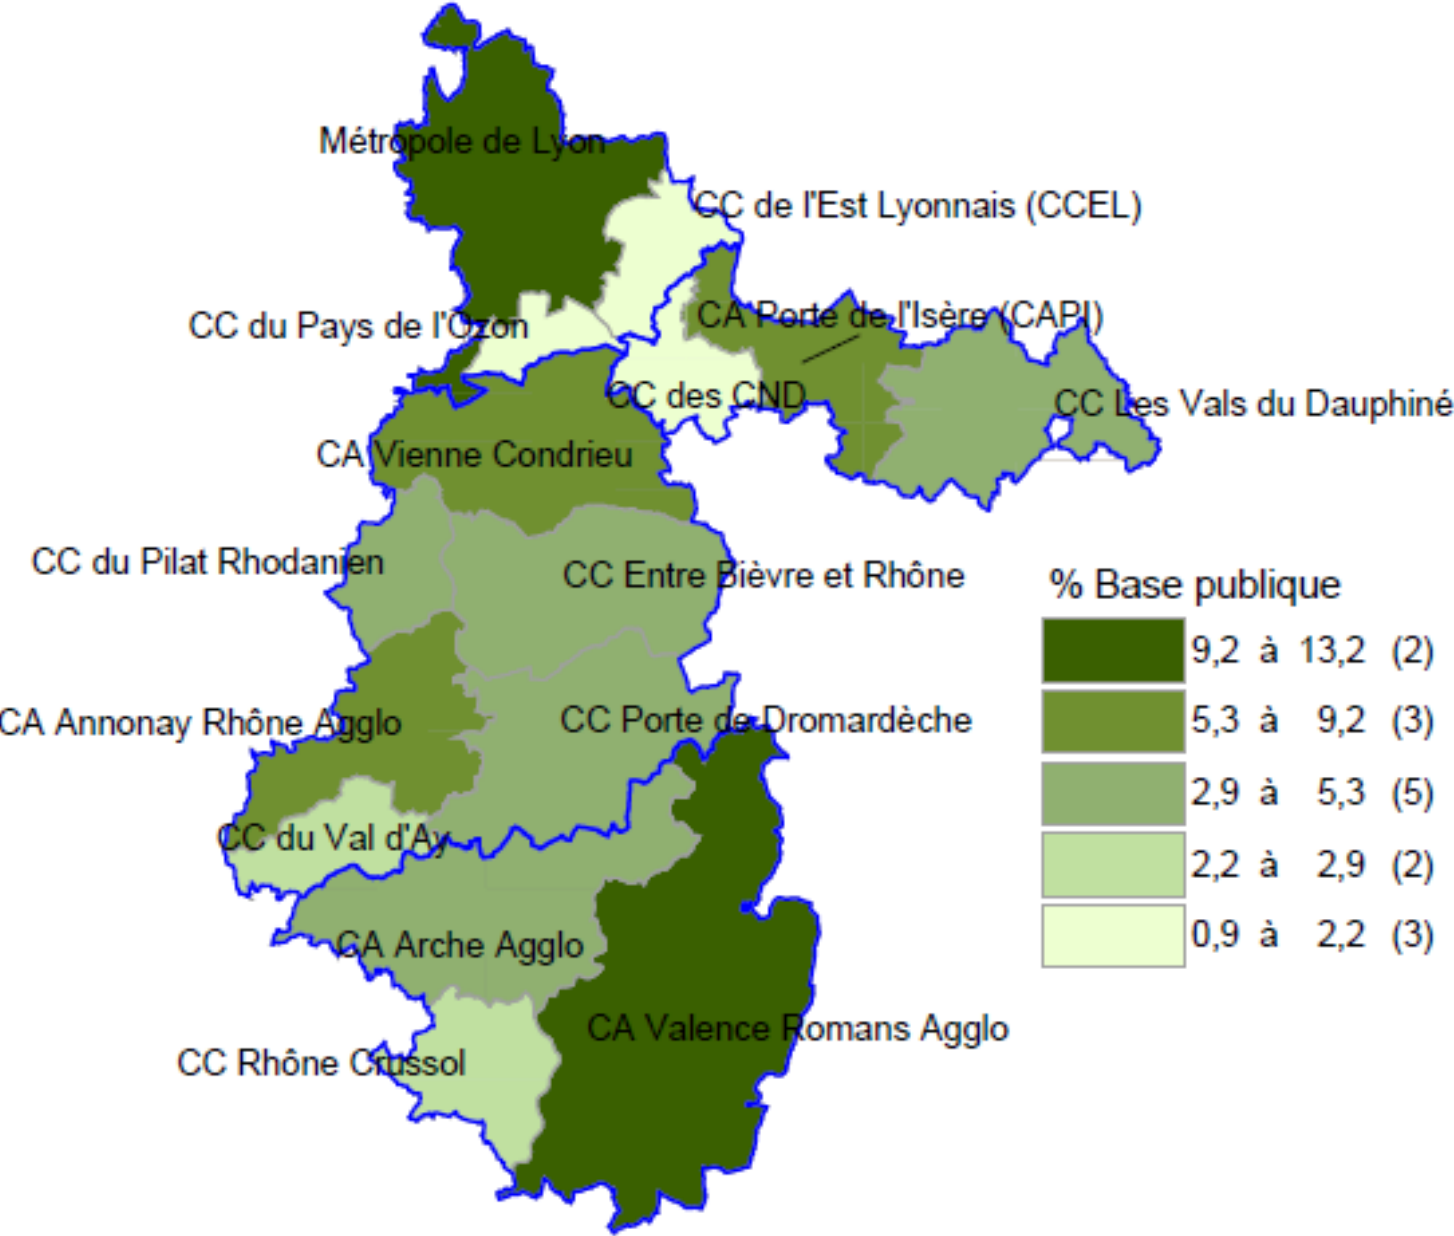 Métropole de Lyon
CC de l'Est Lyonnais (CCEL)
CC du Pays de l'Ozon
CA Porte de l'Isère (CAPI)
CC des CND
CC Les Vals du Dauphiné
CA Vienne Condrieu
CC du Pilat Rhodanien
CC Entre Bièvre et Rhône
% Base publique
9,2 à 13,2 (2)
5,3 à 9,2 (3)
2,9 à 5,3 (5)
2,2 à 2,9 (2)
0,9 à 2,2 (3)
CA Annonay Rhône Agglo
CC Porte de Dromardèche
CC du Val d'Ay
CA Arche Agglo
CA Valence Romans Agglo
CC Rhône Crussol